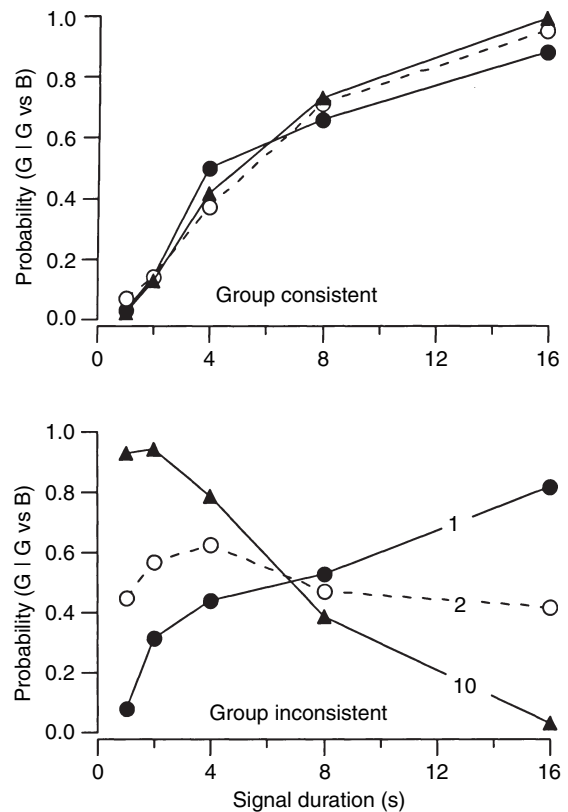 1.0
0.8
0.6
0.4
0.2
0.0
Probability (G | G vs B)
Group consistent
0 4 8 12 16
1.0
0.8
0.6
0.4
0.2
0.0
Probability (G | G vs B)
1
2
10
Group inconsistent
0 4 8 12 16
Signal duration (s)